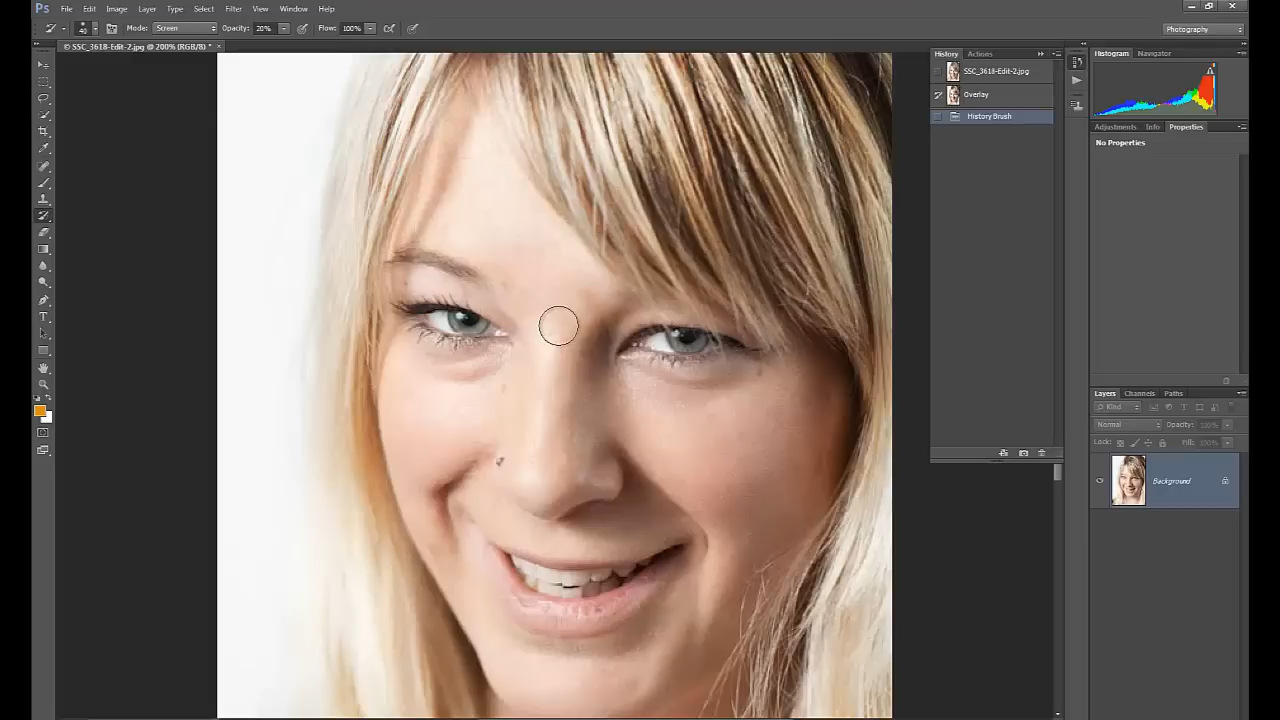 Ps File Edit Image Layer Type Select Filter View Window Help
40 Mode: Screen Opacity: 20% Flow: 100% Photography
© SSC_3618-Edit-2.jpg @ 200% (RGB/8) * ×
History Actions
SSC_3618-Edit-2.jpg
Overlay
History Brush
Histogram Navigator
Adjustments Info Properties
No Properties
Layers Channels Paths
Kind
Normal Opacity: 100%
Lock: Fill: 100%
Background